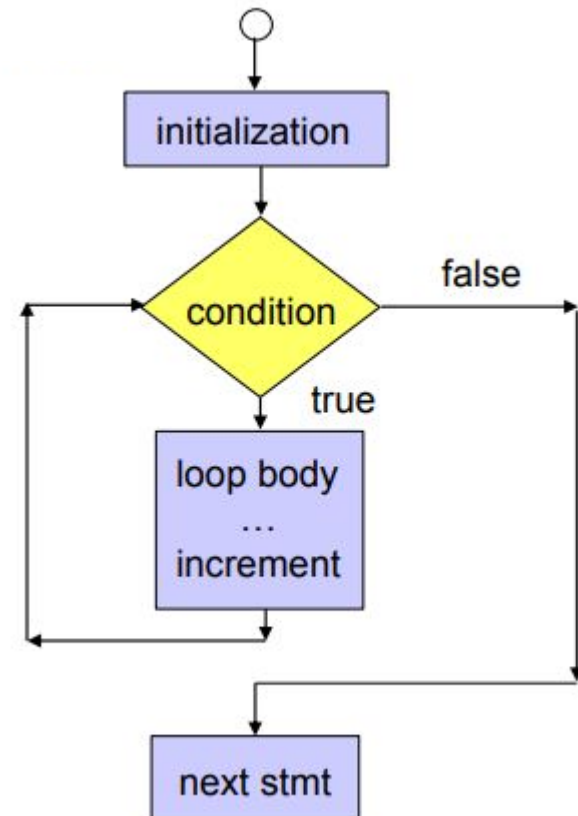 initialization
condition
false
true
loop body
...
increment
next stmt